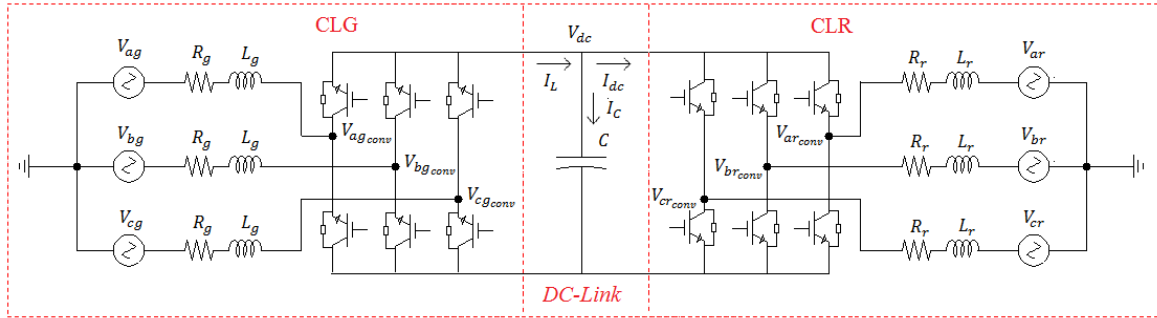 CLG
CLR
V_ag
R_g
L_g
V_dc
I_L
I_dc
I_C
C
R_r
L_r
V_ar
V_ag_conv
V_ar_conv
V_bg
R_g
L_g
V_bg_conv
V_br_conv
R_r
L_r
V_br
V_cg_conv
V_cr_conv
V_cg
R_g
L_g
R_r
L_r
V_cr
DC-Link